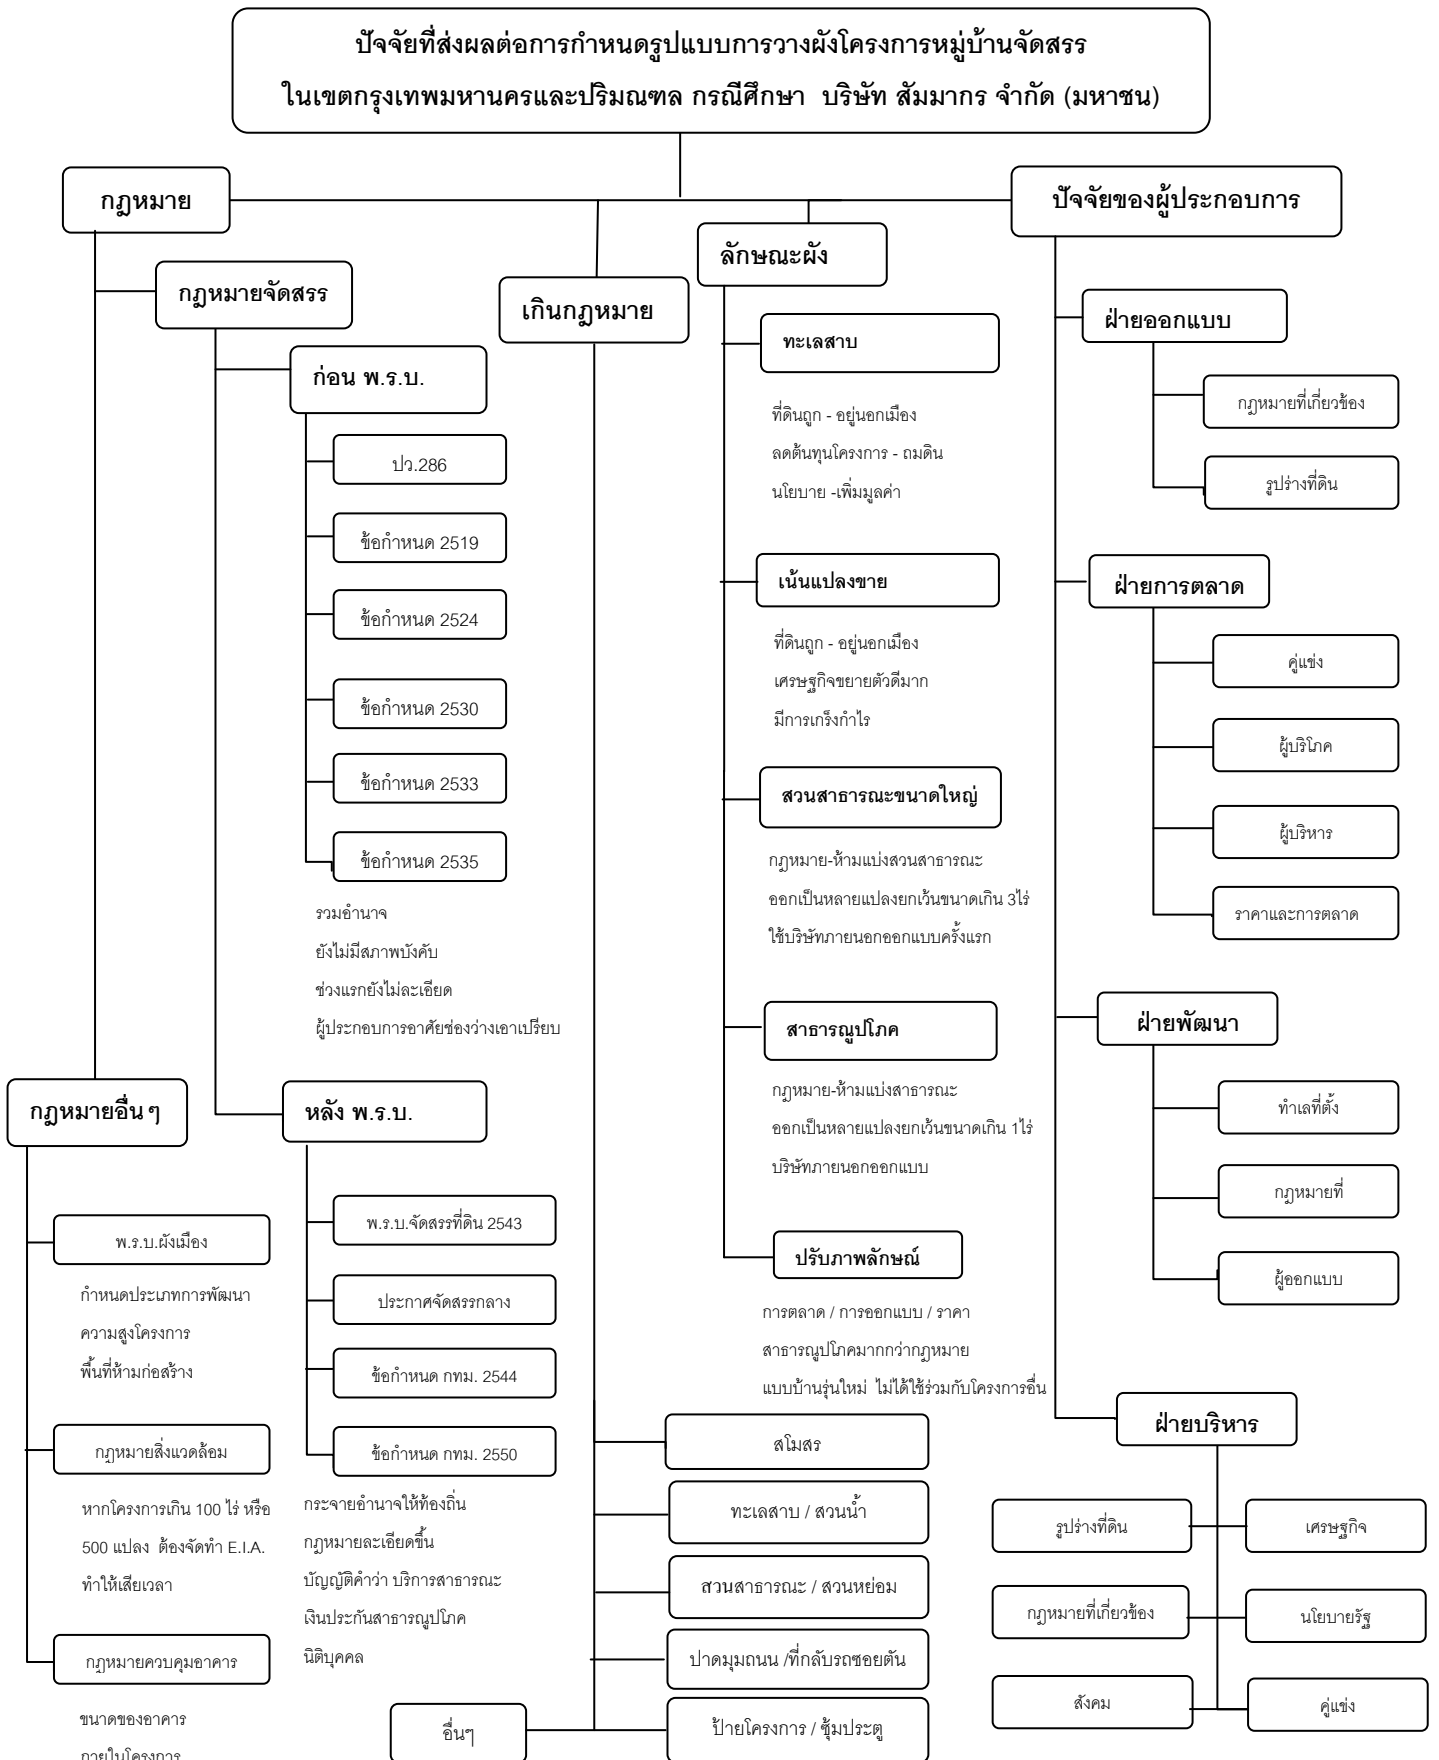 ปัจจัยที่ส่งผลต่อการกำหนดรูปแบบการวางผังโครงการหมู่บ้านจัดสรร
ในเขตกรุงเทพมหานครและปริมณฑล กรณีศึกษา บริษัท สัมมากร จำกัด (มหาชน)
กฎหมาย
กฎหมายจัดสรร
ก่อน พ.ร.บ.
ปว.286
ข้อกำหนด 2519
ข้อกำหนด 2524
ข้อกำหนด 2530
ข้อกำหนด 2533
ข้อกำหนด 2535
รวมอำนาจ
ยังไม่มีสภาพบังคับ
ช่วงแรกยังไม่ละเอียด
ผู้ประกอบการอาศัยช่องว่างเอาเปรียบ
หลัง พ.ร.บ.
พ.ร.บ.จัดสรรที่ดิน 2543
ประกาศจัดสรรกลาง
ข้อกำหนด กทม. 2544
ข้อกำหนด กทม. 2550
กระจายอำนาจให้ท้องถิ่น
กฎหมายละเอียดขึ้น
บัญญัติคำว่า บริการสาธารณะ
เงินประกันสาธารณูปโภค
นิติบุคคล
กฎหมายอื่นๆ
พ.ร.บ.ผังเมือง
กำหนดประเภทการพัฒนา
ความสูงโครงการ
พื้นที่ห้ามก่อสร้าง
กฎหมายสิ่งแวดล้อม
หากโครงการเกิน 100 ไร่ หรือ
500 แปลง ต้องจัดทำ E.I.A.
ทำให้เสียเวลา
กฎหมายควบคุมอาคาร
ขนาดของอาคาร
ภายในโครงการ
เกินกฎหมาย
สโมสร
ทะเลสาบ / สวนน้ำ
สวนสาธารณะ / สวนหย่อม
ปาดมุมถนน /ที่กลับรถซอยตัน
ป้ายโครงการ / ซุ้มประตู
อื่นๆ
ลักษณะผัง
ทะเลสาบ
ที่ดินถูก - อยู่นอกเมือง
ลดต้นทุนโครงการ - ถมดิน
นโยบาย -เพิ่มมูลค่า
เน้นแปลงขาย
ที่ดินถูก - อยู่นอกเมือง
เศรษฐกิจขยายตัวดีมาก
มีการเกร็งกำไร
สวนสาธารณะขนาดใหญ่
กฎหมาย-ห้ามแบ่งสวนสาธารณะ
ออกเป็นหลายแปลงยกเว้นขนาดเกิน 3ไร่
ใช้บริษัทภายนอกออกแบบครั้งแรก
สาธารณูปโภค
กฎหมาย-ห้ามแบ่งสาธารณะ
ออกเป็นหลายแปลงยกเว้นขนาดเกิน 1ไร่
บริษัทภายนอกออกแบบ
ปรับภาพลักษณ์
การตลาด / การออกแบบ / ราคา
สาธารณูปโภคมากกว่ากฎหมาย
แบบบ้านรุ่นใหม่ ไม่ได้ใช้ร่วมกับโครงการอื่น
ปัจจัยของผู้ประกอบการ
ฝ่ายออกแบบ
กฎหมายที่เกี่ยวข้อง
รูปร่างที่ดิน
ฝ่ายการตลาด
คู่แข่ง
ผู้บริโภค
ผู้บริหาร
ราคาและการตลาด
ฝ่ายพัฒนา
ทำเลที่ตั้ง
กฎหมายที่
ผู้ออกแบบ
ฝ่ายบริหาร
รูปร่างที่ดิน
เศรษฐกิจ
กฎหมายที่เกี่ยวข้อง
นโยบายรัฐ
สังคม
คู่แข่ง